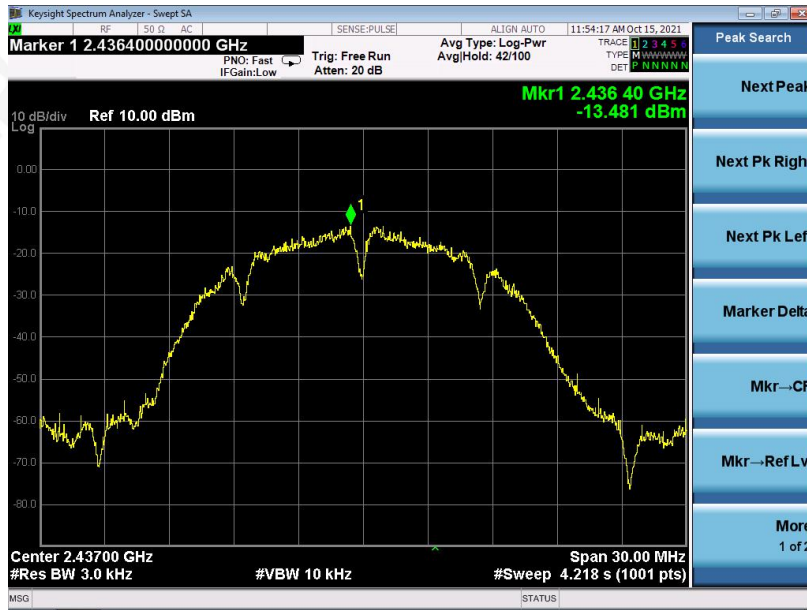 Keysight Spectrum Analyzer - Swept SA
LXI RF 50 Ω AC SENSE:PULSE ALIGN AUTO 11:54:17 AM Oct 15, 2021
Marker 1 2.436400000000 GHz
PNO: Fast
IFGain:Low
Trig: Free Run
Atten: 20 dB
Avg Type: Log-Pwr
Avg|Hold: 42/100
TRACE 1 2 3 4 5 6
TYPE M WWWWW
DET P N N N N N
Mkr1 2.436 40 GHz
-13.481 dBm
10 dB/div Ref 10.00 dBm
Log
0.00
-10.0
-20.0
-30.0
-40.0
-50.0
-60.0
-70.0
-80.0
1
Center 2.43700 GHz
Span 30.00 MHz
#Res BW 3.0 kHz
#VBW 10 kHz
#Sweep 4.218 s (1001 pts)
MSG
STATUS
Peak Search
Next Peak
Next Pk Righ
Next Pk Lef
Marker Delta
Mkr→CF
Mkr→Ref Lv
More
1 of 2